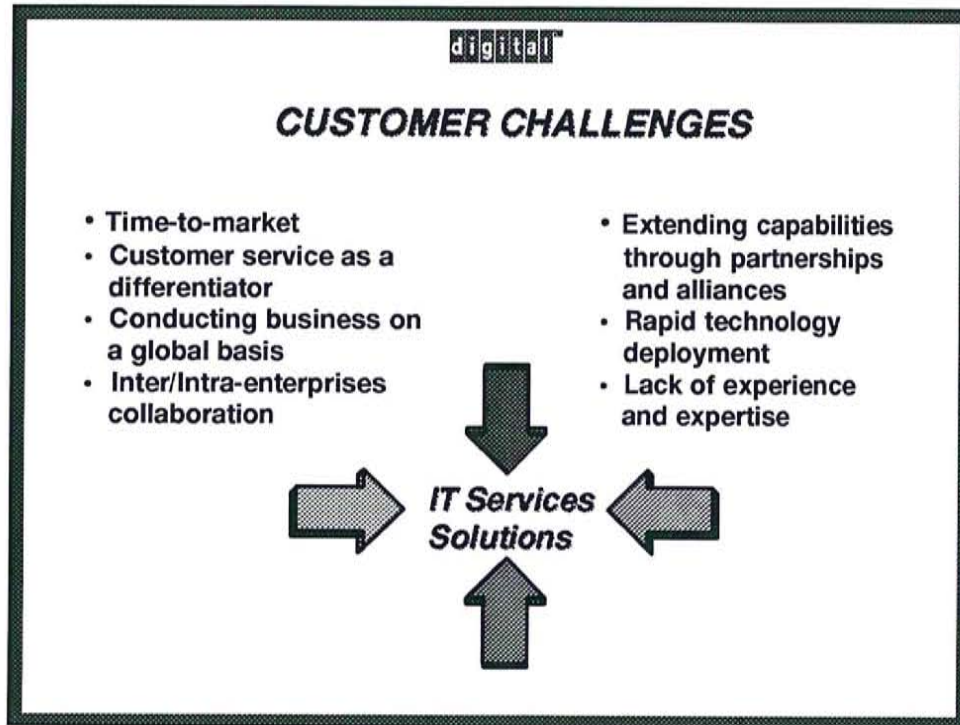 digital™
CUSTOMER CHALLENGES
• Time-to-market
• Customer service as a
differentiator
• Conducting business on
a global basis
• Inter/Intra-enterprises
collaboration
• Extending capabilities
through partnerships
and alliances
• Rapid technology
deployment
• Lack of experience
and expertise
IT Services
Solutions